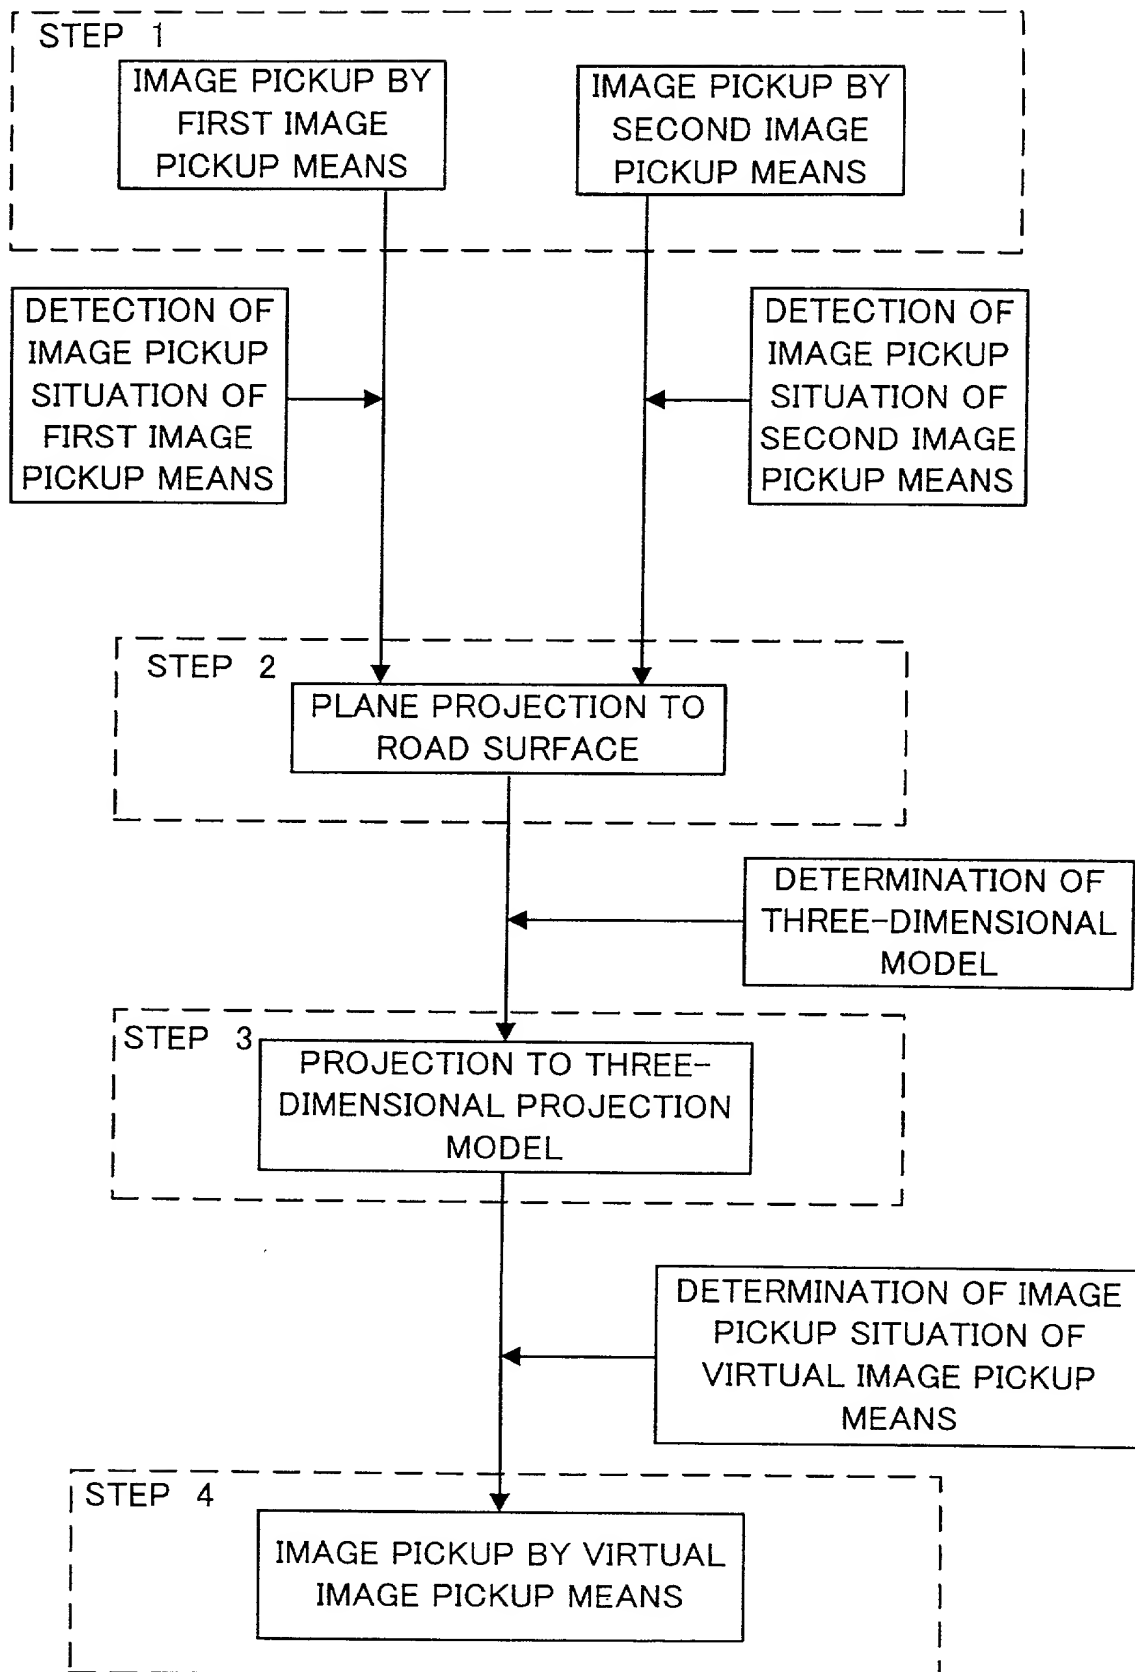 STEP 1
IMAGE PICKUP BY
FIRST IMAGE
PICKUP MEANS
IMAGE PICKUP BY
SECOND IMAGE
PICKUP MEANS
DETECTION OF
IMAGE PICKUP
SITUATION OF
FIRST IMAGE
PICKUP MEANS
DETECTION OF
IMAGE PICKUP
SITUATION OF
SECOND IMAGE
PICKUP MEANS
STEP 2
PLANE PROJECTION TO
ROAD SURFACE
DETERMINATION OF
THREE-DIMENSIONAL
MODEL
STEP 3
PROJECTION TO THREE-
DIMENSIONAL PROJECTION
MODEL
DETERMINATION OF IMAGE
PICKUP SITUATION OF
VIRTUAL IMAGE PICKUP
MEANS
STEP 4
IMAGE PICKUP BY VIRTUAL
IMAGE PICKUP MEANS